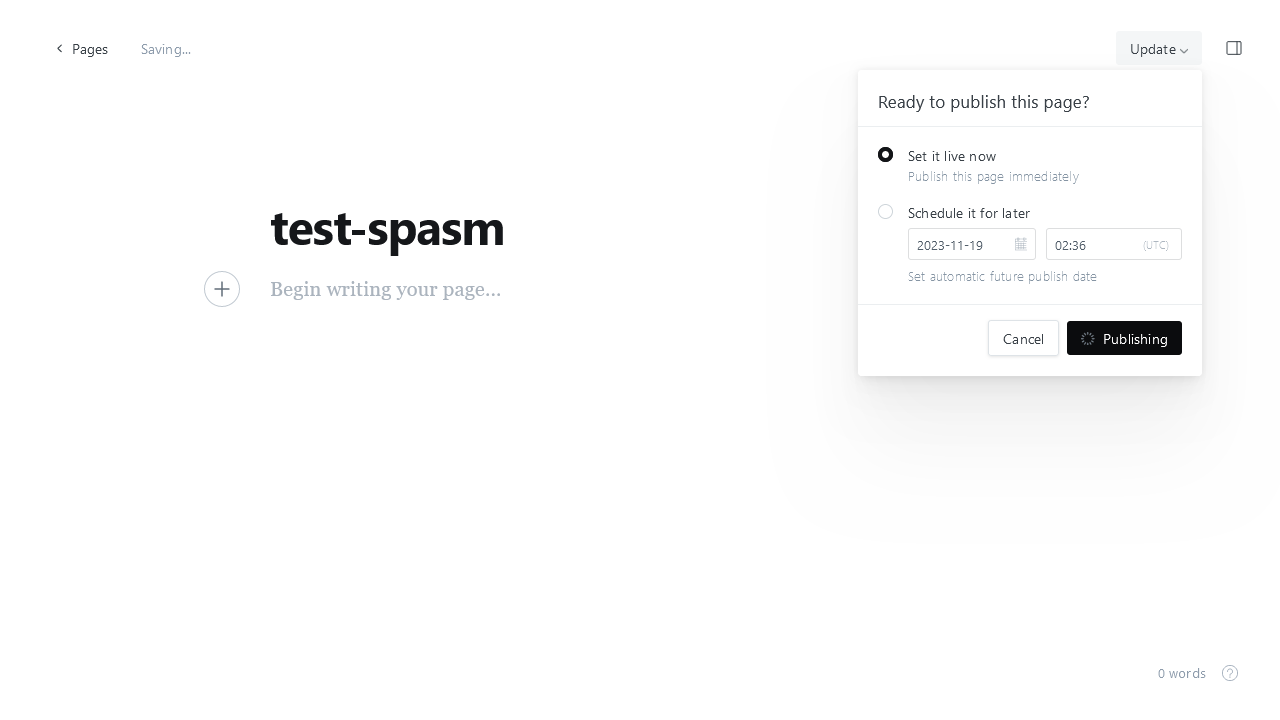 Pages
Saving...
Update
Ready to publish this page?
Set it live now
Publish this page immediately
Schedule it for later
2023-11-19
02:36
(UTC)
Set automatic future publish date
Cancel
Publishing
test-spasm
Begin writing your page...
0 words
?